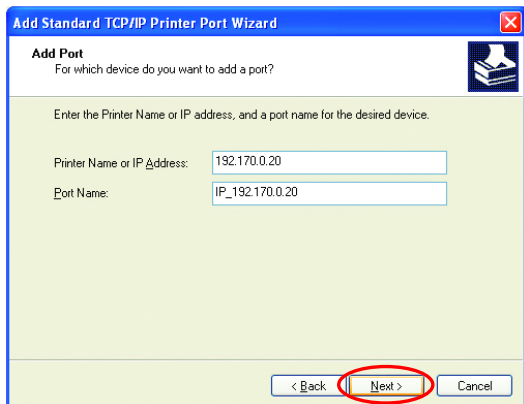 Add Standard TCP/IP Printer Port Wizard
Add Port
For which device do you want to add a port?
Enter the Printer Name or IP address, and a port name for the desired device.
Printer Name or IP Address: 192.170.0.20
Port Name: IP_192.170.0.20
< Back Next > Cancel